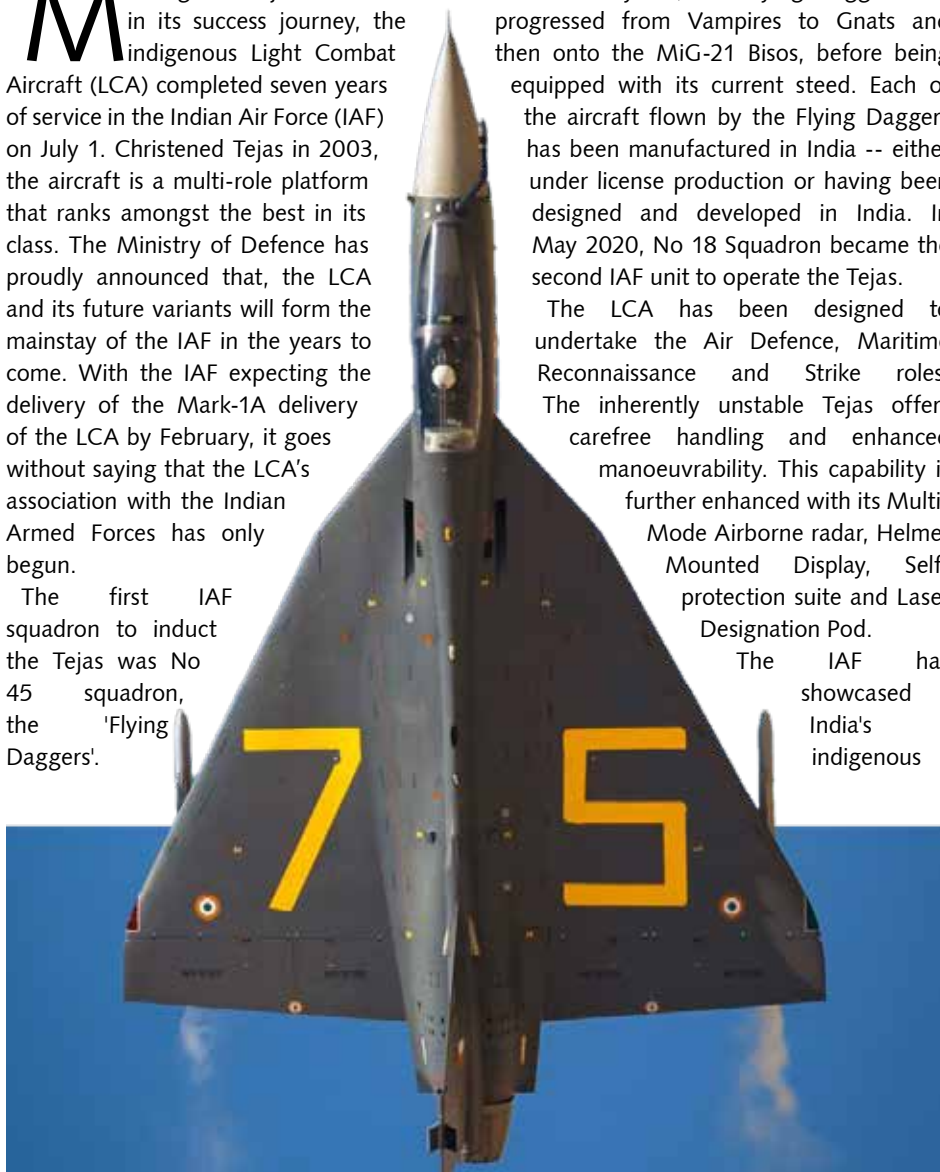 M
in its success journey, the
indigenous Light Combat
Aircraft (LCA) completed seven years
of service in the Indian Air Force (IAF)
on July 1. Christened Tejas in 2003,
the aircraft is a multi-role platform
that ranks amongst the best in its
class. The Ministry of Defence has
proudly announced that, the LCA
and its future variants will form the
mainstay of the IAF in the years to
come. With the IAF expecting the
delivery of the Mark-1A delivery
of the LCA by February, it goes
without saying that the LCA's
association with the Indian
Armed Forces has only
begun.
The first IAF
squadron to induct
the Tejas was No
45 squadron,
the 'Flying
Daggers'.
progressed from Vampires to Gnats and
then onto the MiG-21 Bisos, before being
equipped with its current steed. Each o
the aircraft flown by the Flying Dagger
has been manufactured in India -- eithe
under license production or having been
designed and developed in India. In
May 2020, No 18 Squadron became the
second IAF unit to operate the Tejas.
The LCA has been designed to
undertake the Air Defence, Maritime
Reconnaissance and Strike roles
The inherently unstable Tejas offer
carefree handling and enhanced
manoeuvrability. This capability i
further enhanced with its Multi
Mode Airborne radar, Helme
Mounted Display, Self
protection suite and Lase
Designation Pod.
The IAF ha
showcased
India's
indigenous
7 5